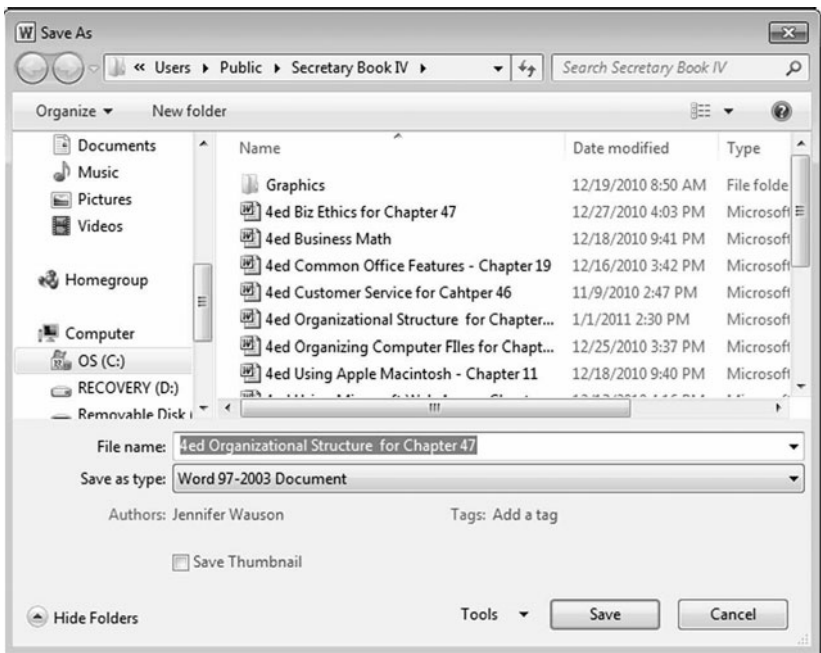 Save As
« Users Public Secretary Book IV Search Secretary Book IV
Organize New folder
Name Date modified Type
Documents
Music
Pictures
Videos
Homegroup
Computer
OS (C:)
RECOVERY (D:)
Removable Disk
Graphics 12/19/2010 8:50 AM File folde
4ed Biz Ethics for Chapter 47 12/27/2010 4:03 PM Microsoft
4ed Business Math 12/18/2010 9:41 PM Microsoft
4ed Common Office Features - Chapter 19 12/16/2010 3:42 PM Microsoft
4ed Customer Service for Cahtper 46 11/9/2010 2:47 PM Microsoft
4ed Organizational Structure for Chapter... 1/1/2011 2:30 PM Microsoft
4ed Organizing Computer FIles for Chapt... 12/25/2010 3:37 PM Microsoft
4ed Using Apple Macintosh - Chapter 11 12/18/2010 9:40 PM Microsoft
File name: 4ed Organizational Structure for Chapter 47
Save as type: Word 97-2003 Document
Authors: Jennifer Wauson Tags: Add a tag
Save Thumbnail
Hide Folders Tools Save Cancel